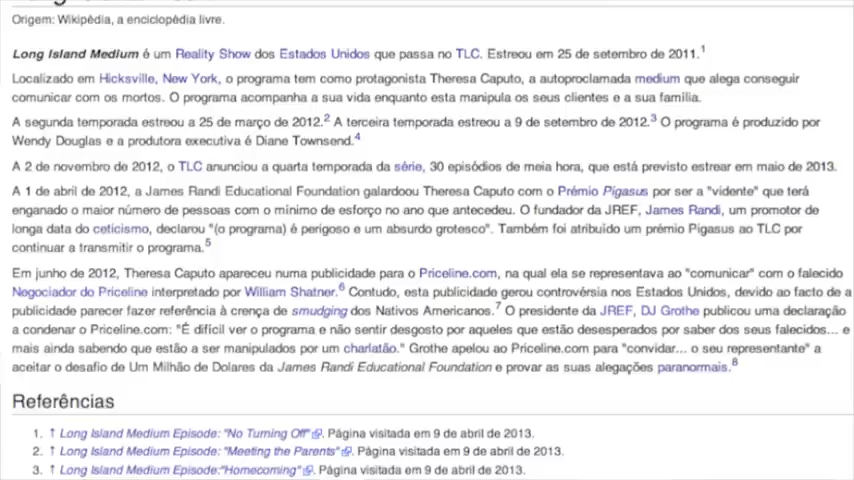 Origem: Wikipédia, a enciclopédia livre.
Long Island Medium é um Reality Show dos Estados Unidos que passa no TLC. Estreou em 25 de setembro de 2011.1
Localizado em Hicksville, New York, o programa tem como protagonista Theresa Caputo, a autoproclamada medium que alega conseguir
comunicar com os mortos. O programa acompanha a sua vida enquanto esta manipula os seus clientes e a sua família.
A segunda temporada estreou a 25 de março de 2012.2 A terceira temporada estreou a 9 de setembro de 2012.3 O programa é produzido por
Wendy Douglas e a produtora executiva é Diane Townsend.4
A 2 de novembro de 2012, o TLC anunciou a quarta temporada da série, 30 episódios de meia hora, que está previsto estrear em maio de 2013.
A 1 de abril de 2012, a James Randi Educational Foundation galardoou Theresa Caputo com o Prémio Pigasus por ser a "vidente" que terá
enganado o maior número de pessoas com o mínimo de esforço no ano que antecedeu. O fundador da JREF, James Randi, um promotor de
longa data do ceticismo, declarou "(o programa) é perigoso e um absurdo grotesco". Também foi atribuído um prémio Pigasus ao TLC por
continuar a transmitir o programa.5
Em junho de 2012, Theresa Caputo apareceu numa publicidade para o Priceline.com, na qual ela se representava ao "comunicar" com o falecido
Negociador do Priceline interpretado por William Shatner.6 Contudo, esta publicidade gerou controvérsia nos Estados Unidos, devido ao facto de a
publicidade parecer fazer referência à crença de smudging dos Nativos Americanos.7 O presidente da JREF, DJ Grothe publicou uma declaração
a condenar o Priceline.com: "É difícil ver o programa e não sentir desgosto por aqueles que estão desesperados por saber dos seus falecidos... e
mais ainda sabendo que estão a ser manipulados por um charlatão." Grothe apelou ao Priceline.com para "convidar... o seu representante" a
aceitar o desafio de Um Milhão de Dolares da James Randi Educational Foundation e provar as suas alegações paranormais.8
Referências
1. ↑ Long Island Medium Episode: "No Turning Off". Página visitada em 9 de abril de 2013.
2. ↑ Long Island Medium Episode: "Meeting the Parents". Página visitada em 9 de abril de 2013.
3. ↑ Long Island Medium Episode:"Homecoming". Página visitada em 9 de abril de 2013.